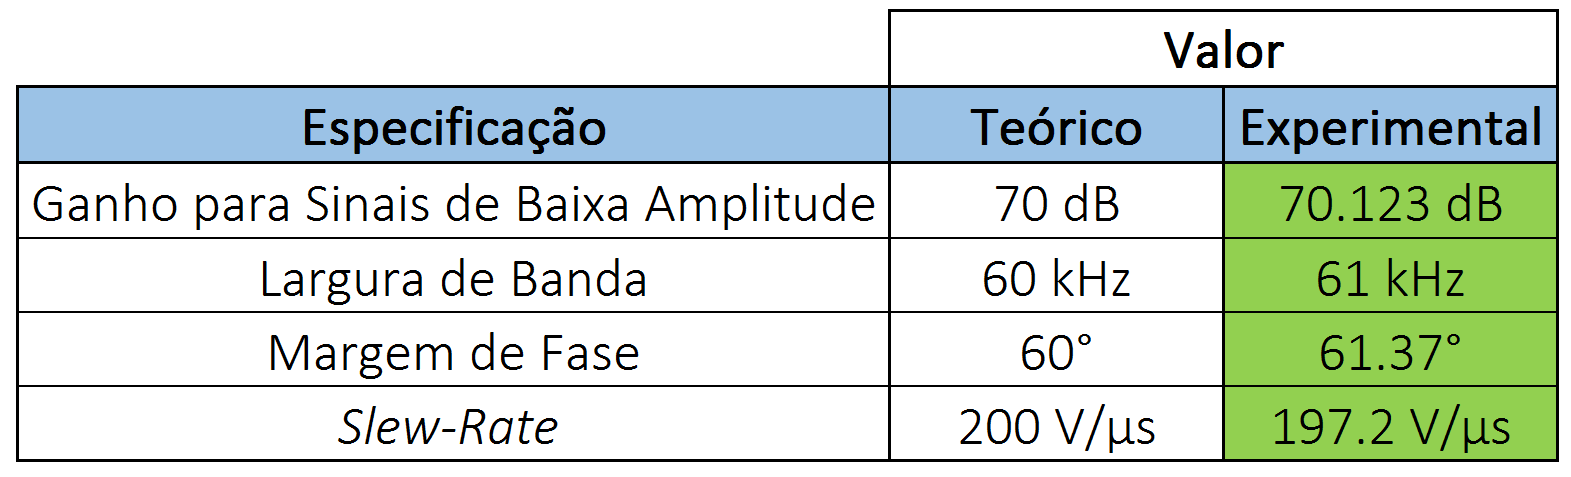 Valor
Especificação Teórico Experimental
Ganho para Sinais de Baixa Amplitude 70 dB 70.123 dB
Largura de Banda 60 kHz 61 kHz
Margem de Fase 60° 61.37°
Slew-Rate 200 V/µs 197.2 V/µs